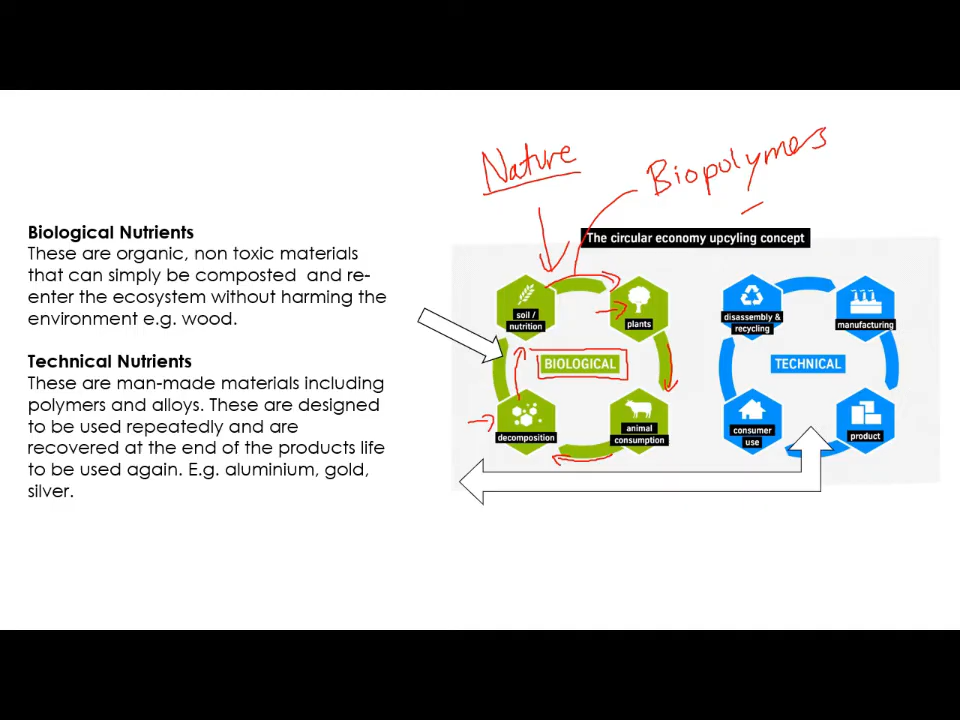 Nature
Biopolymers
Biological Nutrients
These are organic, non toxic materials
that can simply be composted and re-
enter the ecosystem without harming the
environment e.g. wood.
Technical Nutrients
These are man-made materials including
polymers and alloys. These are designed
to be used repeatedly and are
recovered at the end of the products life
to be used again. E.g. aluminium, gold,
silver.
The circular economy upcyling concept
soil /
nutrition
plants
BIOLOGICAL
decomposition
animal
consumption
disassembly &
recycling
manufacturing
TECHNICAL
consumer
use
product